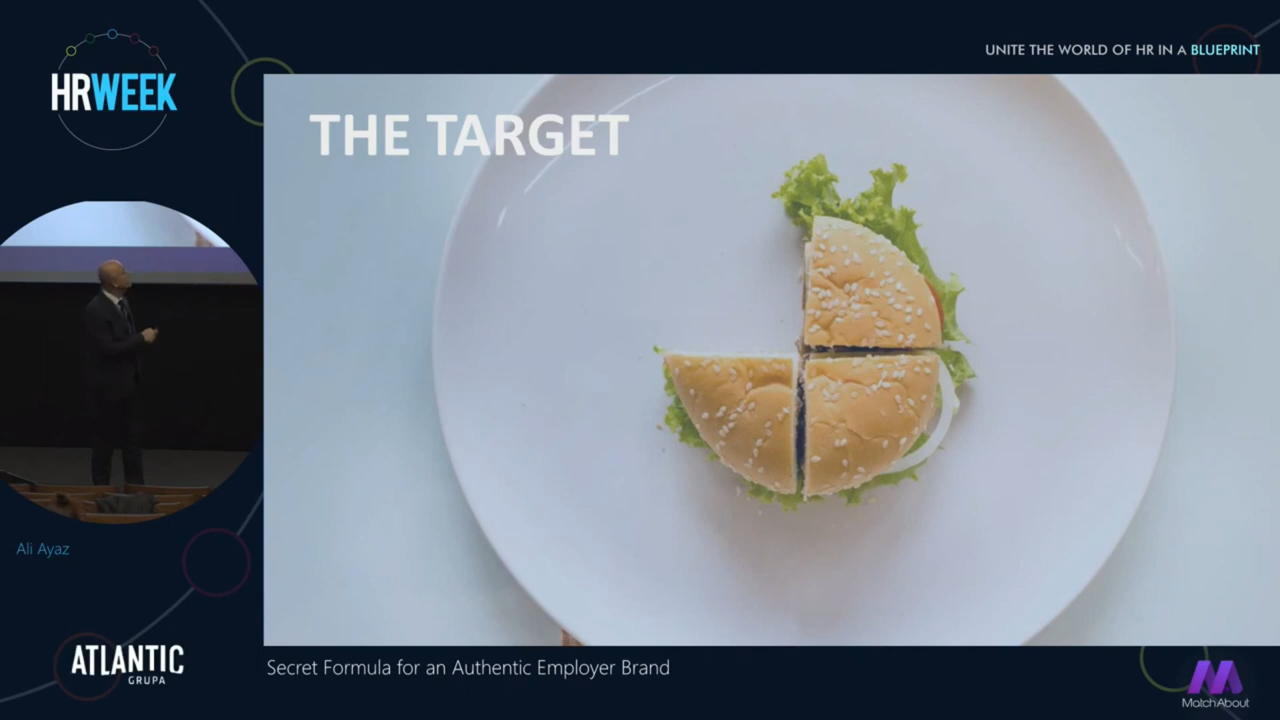 HRWEEK
UNITE THE WORLD OF HR IN A BLUEPRINT
THE TARGET
Ali Ayaz
ATLANTIC
GRUPA
Secret Formula for an Authentic Employer Brand
MatchAbout